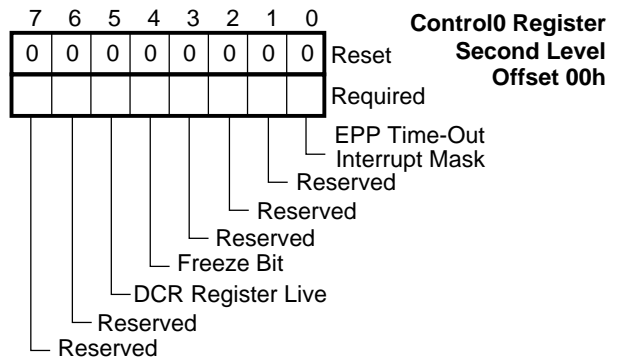 7 6 5 4 3 2 1 0
Control0 Register
Second Level
Offset 00h
0 0 0 0 0 0 0 0 Reset
Required
EPP Time-Out
Interrupt Mask
Reserved
Reserved
Reserved
Freeze Bit
DCR Register Live
Reserved
Reserved